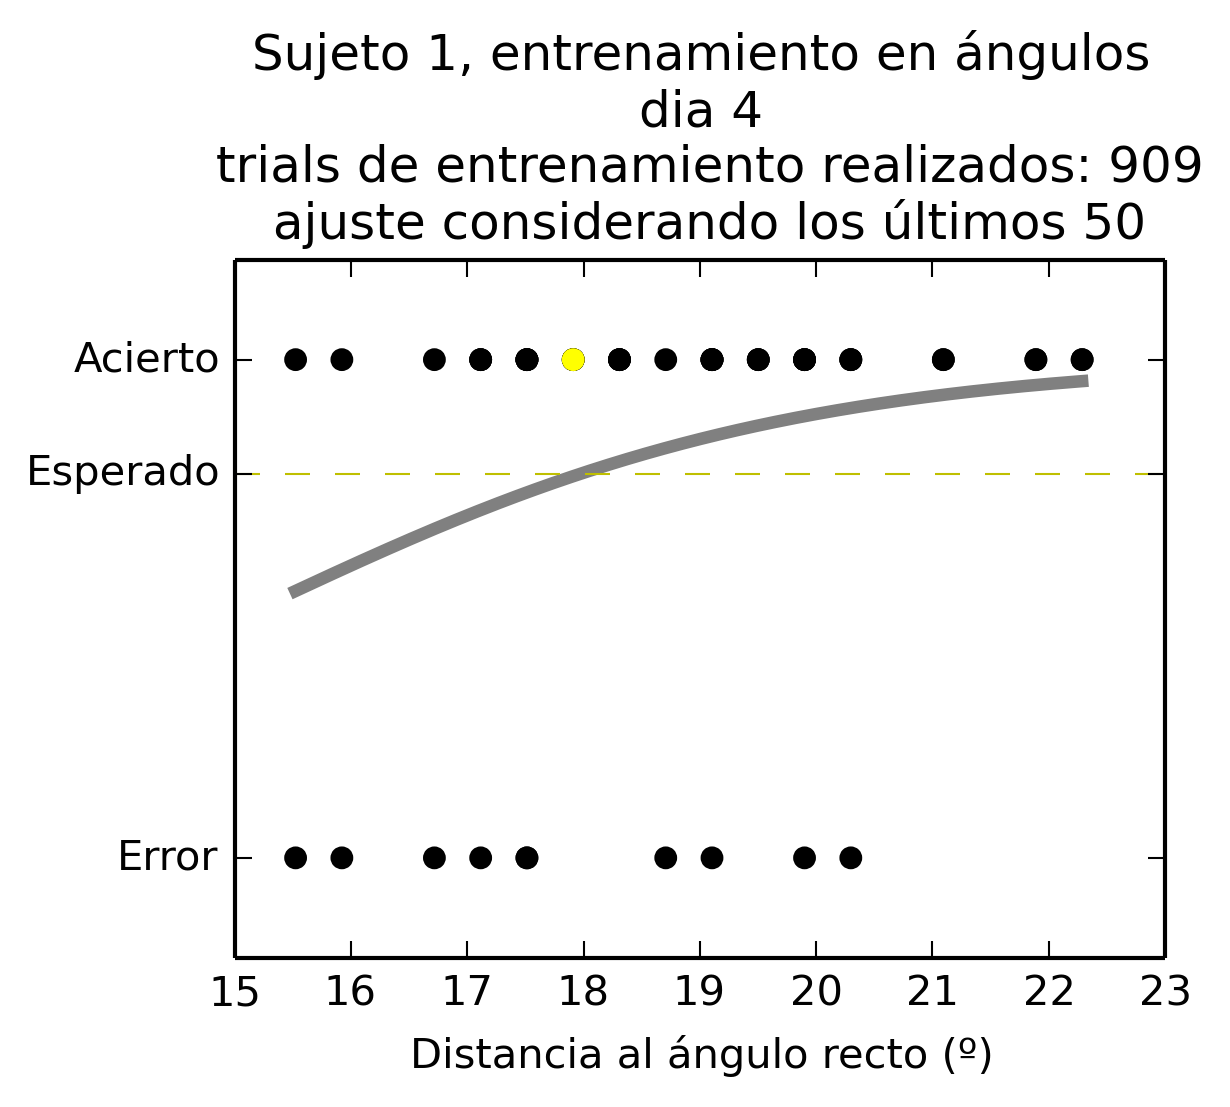 Sujeto 1, entrenamiento en ángulos
dia 4
trials de entrenamiento realizados: 909
ajuste considerando los últimos 50
Acierto
Esperado
Error
15 16 17 18 19 20 21 22 23
Distancia al ángulo recto (º)